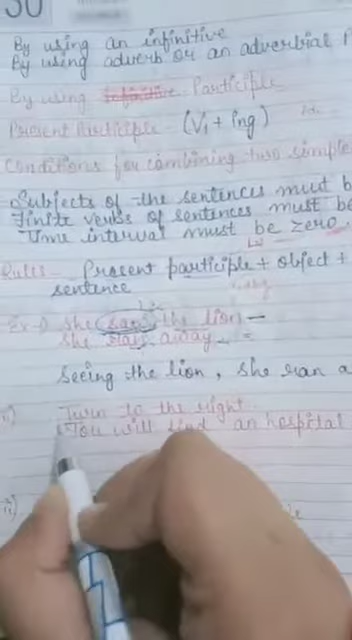 30
By using an infinitive
By using adverb or an adverbial
By using Participle
Present Participle - (V1 + ing)
Conditions for combining two simple
Subjects of the sentences must b
Finite verbs of sentences must be
Time interval must be zero.
Rules - Present participle + object +
sentence
Ex- She saw the lion -
She ran away
Seeing the lion, she ran a
ii) Turn to the right.
You will find an hospital